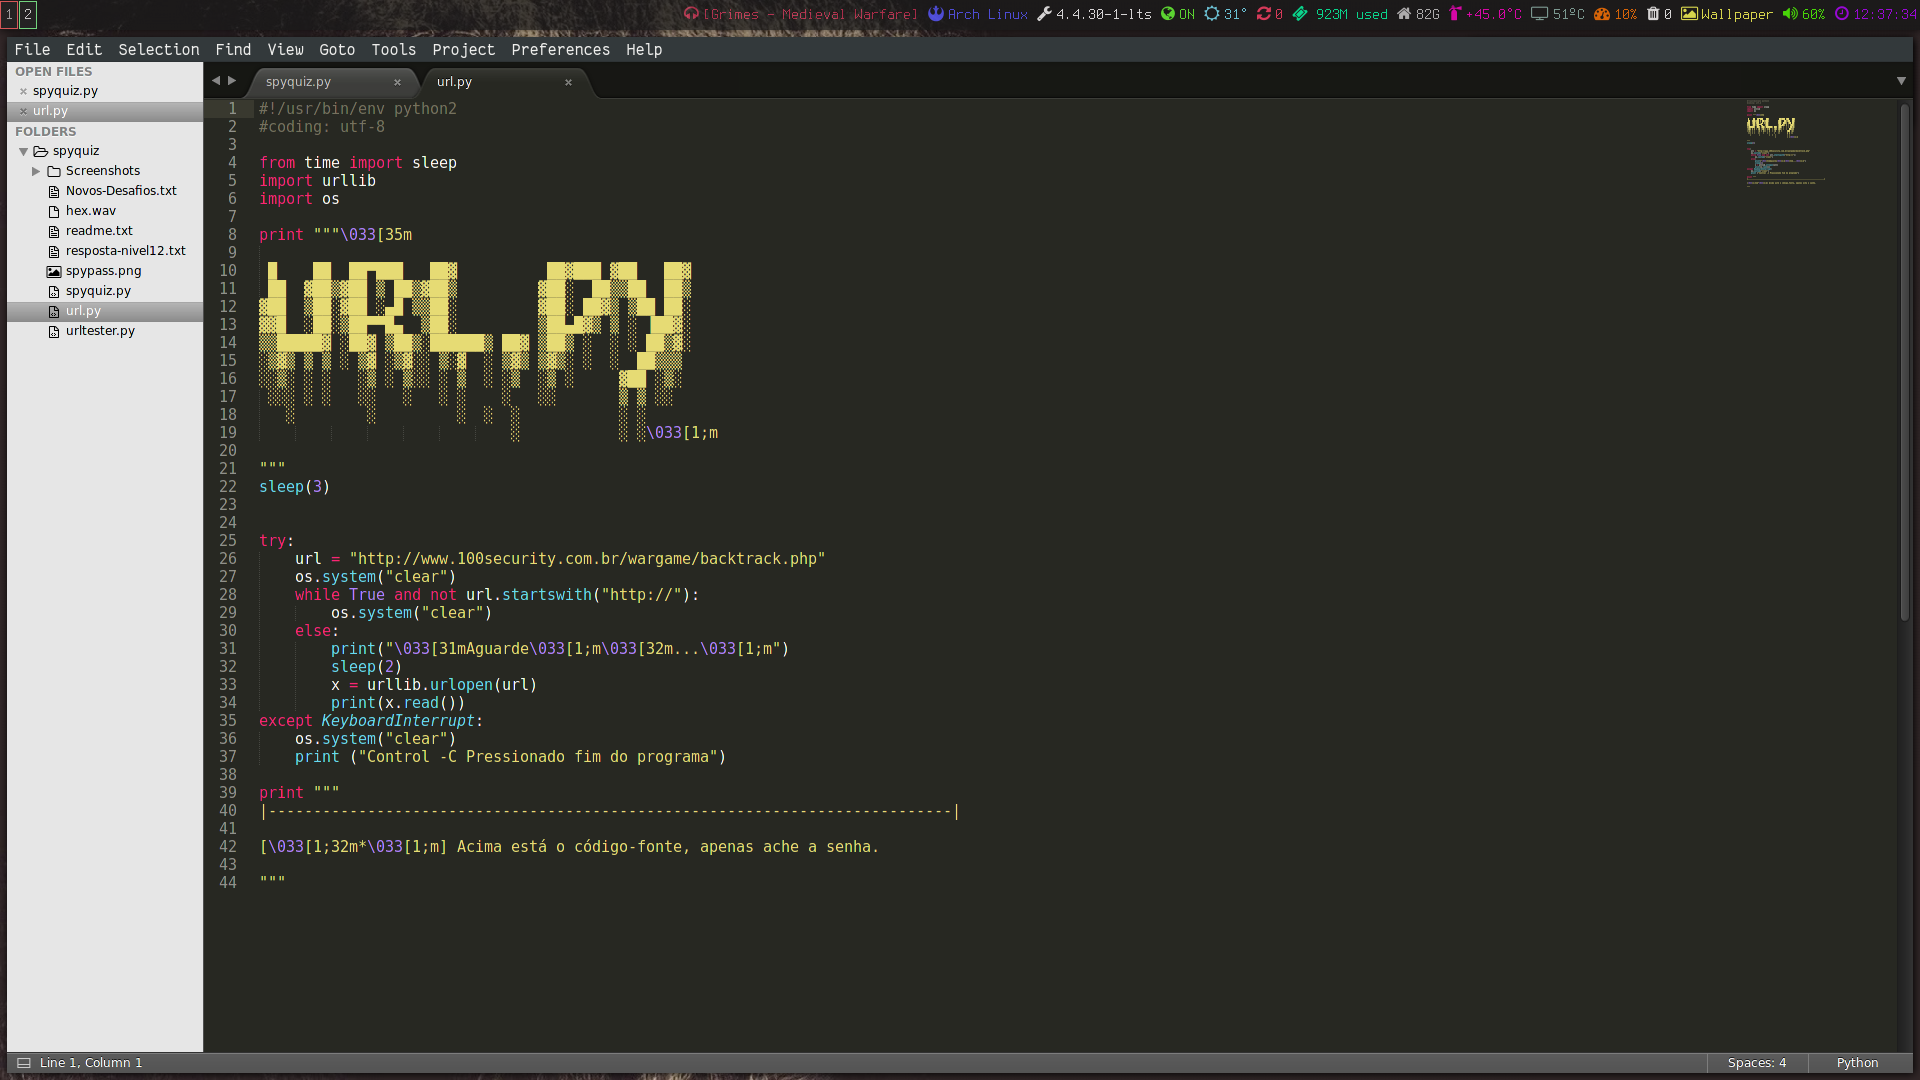 1 2 [Grimes - Medieval Warfare] Arch Linux 4.4.30-1-lts ON 31° 0 923M used 82G +45.0°C 51ºC 10% 0 Wallpaper 60% 12:37:34
File Edit Selection Find View Goto Tools Project Preferences Help
OPEN FILES
spyquiz.py
url.py
FOLDERS
spyquiz
Screenshots
Novos-Desafios.txt
hex.wav
readme.txt
resposta-nivel12.txt
spypass.png
spyquiz.py
url.py
urltester.py
spyquiz.py × url.py ×
1 #!/usr/bin/env python2
2 #coding: utf-8
3
4 from time import sleep
5 import urllib
6 import os
7
8 print """\033[35m
9
10
11
12
13
14
15
16
17
18
19 \033[1;m
20
21 """
22 sleep(3)
23
24
25 try:
26     url = "http://www.100security.com.br/wargame/backtrack.php"
27     os.system("clear")
28     while True and not url.startswith("http://"):
29         os.system("clear")
30     else:
31         print("\033[31mAguarde\033[1;m\033[32m...\033[1;m")
32         sleep(2)
33         x = urllib.urlopen(url)
34         print(x.read())
35 except KeyboardInterrupt:
36     os.system("clear")
37     print ("Control -C Pressionado fim do programa")
38
39 print """
40 |----------------------------------------------------------------------------|
41
42 [\033[1;32m*\033[1;m] Acima está o código-fonte, apenas ache a senha.
43
44 """
URL.PY
Line 1, Column 1 Spaces: 4 Python